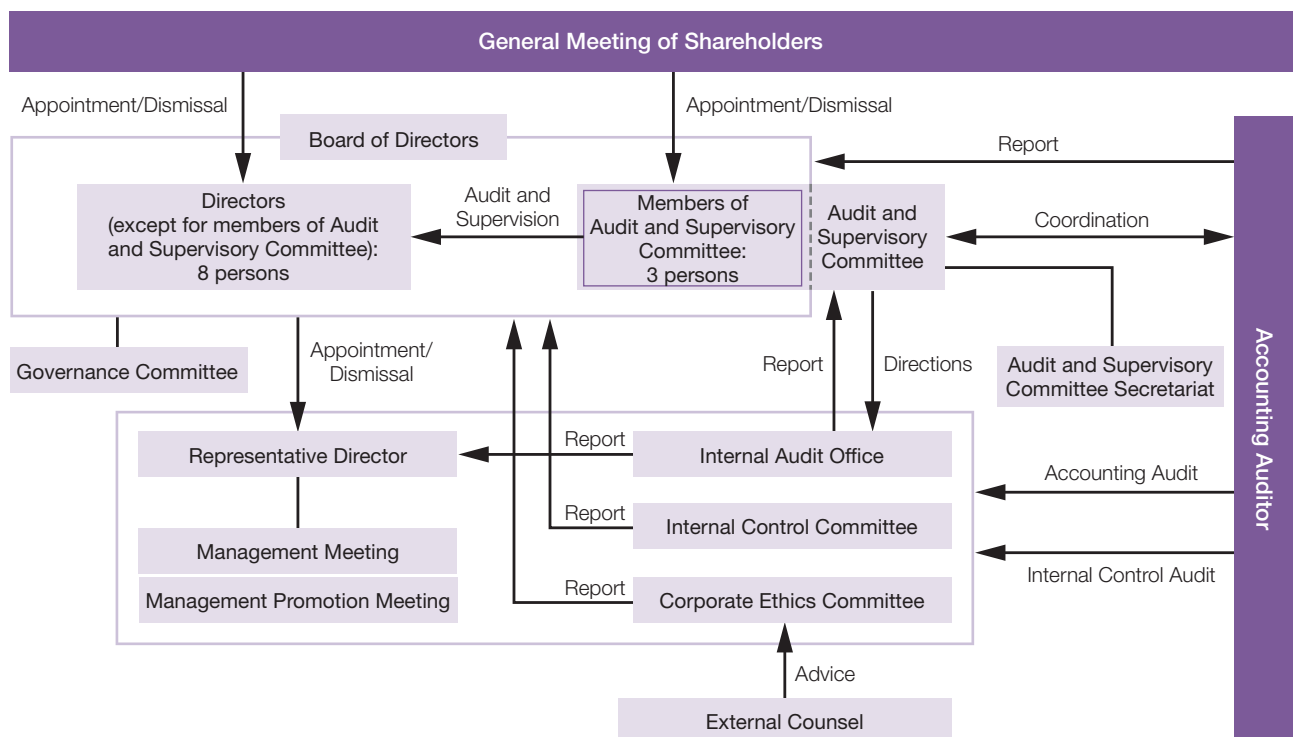 General Meeting of Shareholders
Appointment/Dismissal
Appointment/Dismissal
Board of Directors
Report
Directors
(except for members of Audit
and Supervisory Committee):
8 persons
Audit and
Supervision
Members of
Audit and Supervisory
Committee:
3 persons
Audit and
Supervisory
Committee
Coordination
Governance Committee
Appointment/
Dismissal
Report
Directions
Audit and Supervisory
Committee Secretariat
Accounting Auditor
Representative Director
Report
Internal Audit Office
Accounting Audit
Report
Internal Control Committee
Management Meeting
Internal Control Audit
Management Promotion Meeting
Report
Corporate Ethics Committee
Advice
External Counsel